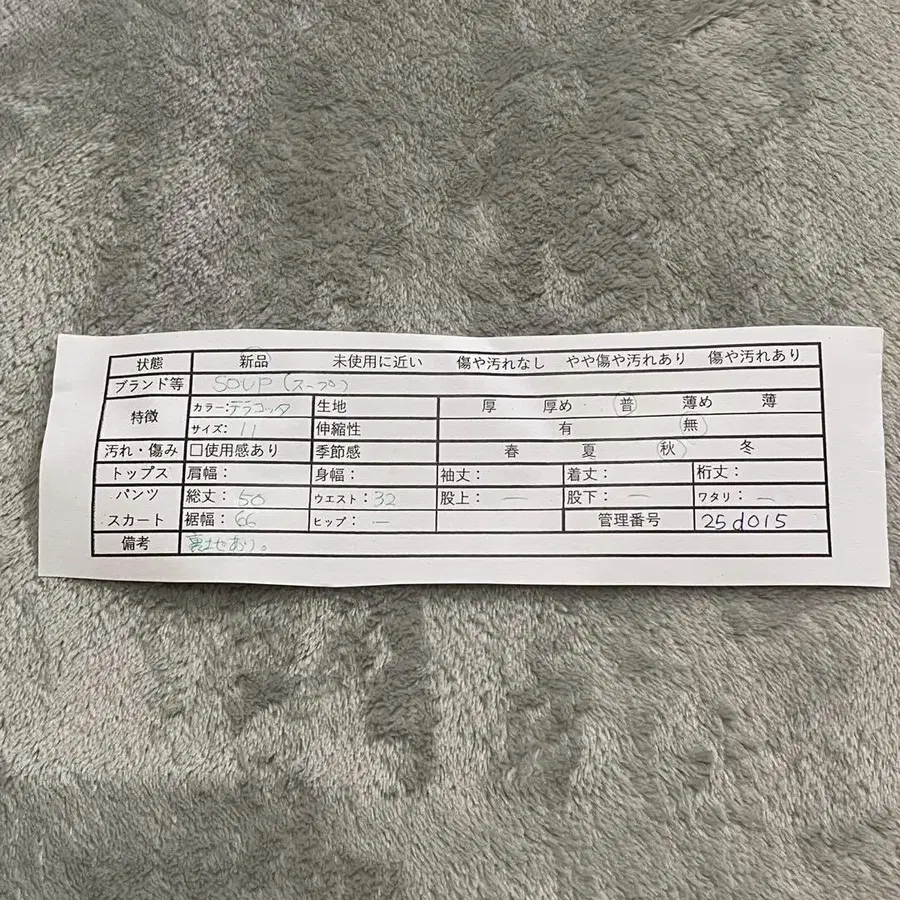 状態 新品 未使用に近い 傷や汚れなし やや傷や汚れあり 傷や汚れあり
ブランド等 SOUP (スープ)
特徴 カラー:テラコッタ 生地 厚 厚め 普 薄め 薄
サイズ: 11 伸縮性 有 無
汚れ・傷み □使用感あり 季節感 春 夏 秋 冬
トップス 肩幅: 身幅: 袖丈: 着丈: 桁丈:
パンツ 総丈: 50 ウエスト: 32 股上: — 股下: — ワタリ: —
スカート 裾幅: 66 ヒップ: — 管理番号 25d015
備考 裏地あり。